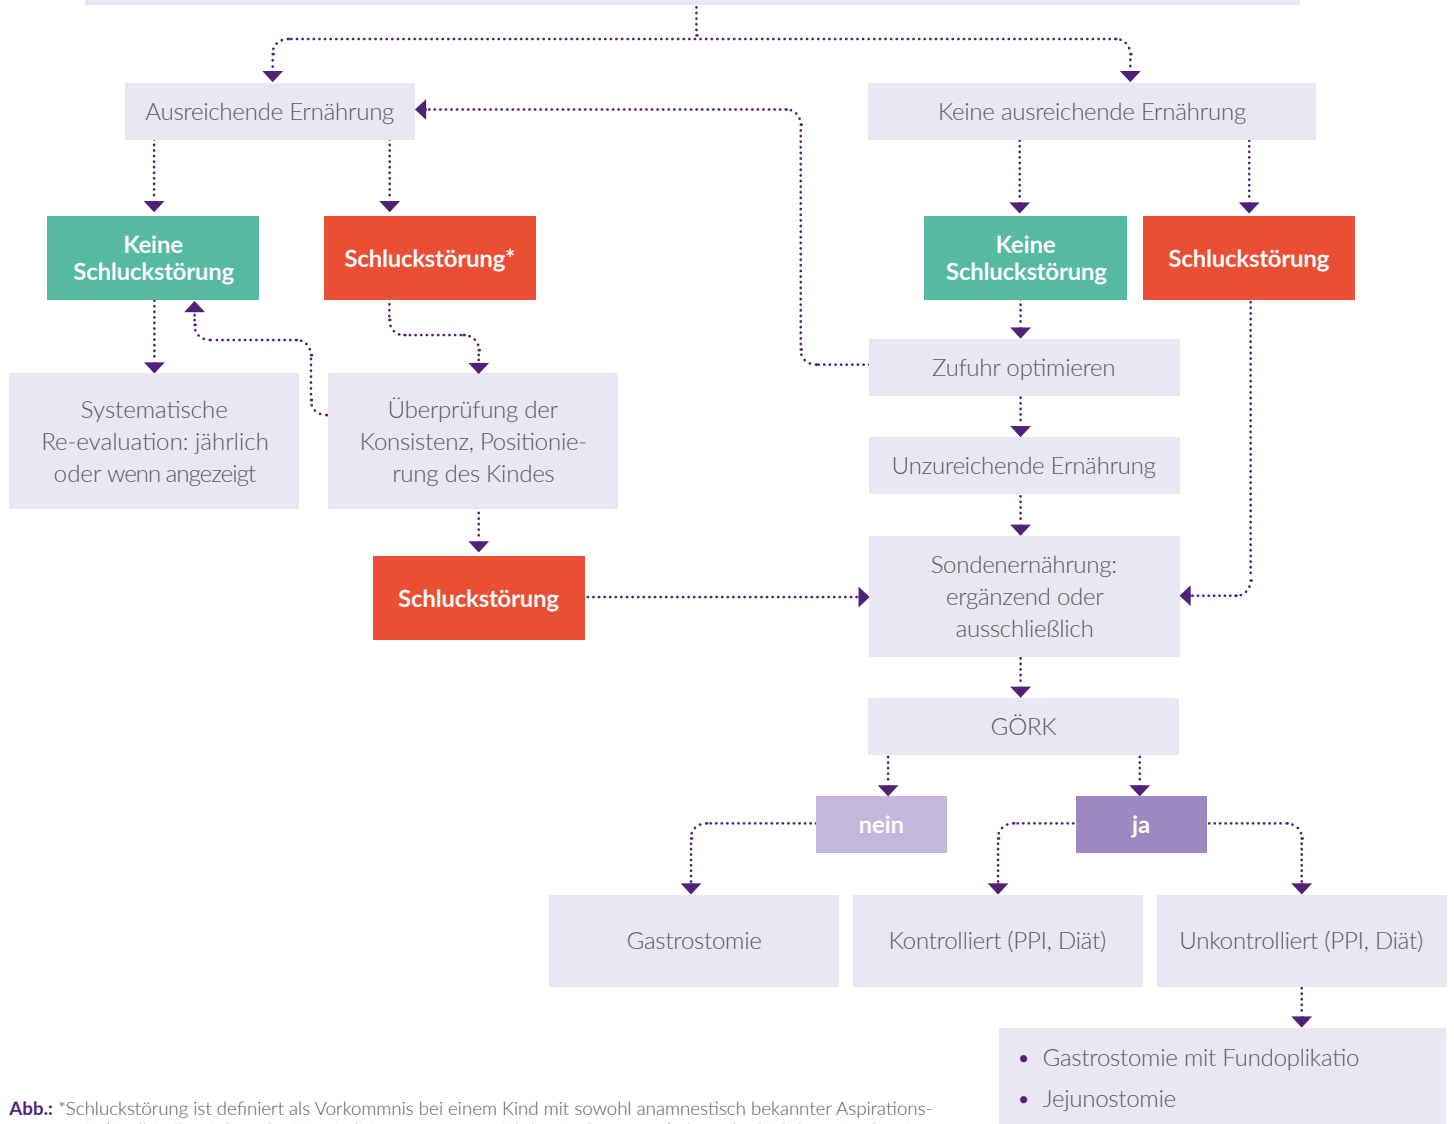 Ausreichende Ernährung
Keine ausreichende Ernährung
Keine
Schluckstörung
Schluckstörung*
Keine
Schluckstörung
Schluckstörung
Systematische
Re-evaluation: jährlich
oder wenn angezeigt
Überprüfung der
Konsistenz, Positionie-
rung des Kindes
Zufuhr optimieren
Unzureichende Ernährung
Schluckstörung
Sondenernährung:
ergänzend oder
ausschließlich
GÖRK
nein
ja
Gastrostomie
Kontrolliert (PPI, Diät)
Unkontrolliert (PPI, Diät)
• Gastrostomie mit Fundoplikatio
• Jejunostomie
Abb.: *Schluckstörung ist definiert als Vorkommnis bei einem Kind mit sowohl anamnestisch bekannter Aspirations-